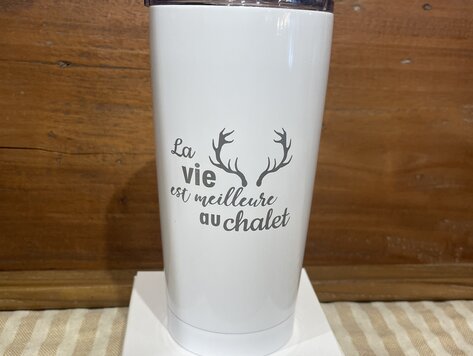 La
vie
est meilleure
au chalet